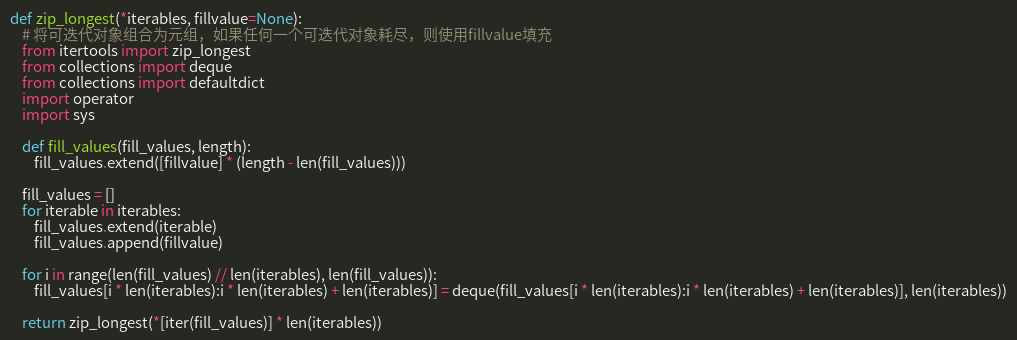 def zip_longest(*iterables, fillvalue=None):
# 将可迭代对象组合为元组，如果任何一个可迭代对象耗尽，则使用fillvalue填充
from itertools import zip_longest
from collections import deque
from collections import defaultdict
import operator
import sys
def fill_values(fill_values, length):
fill_values.extend([fillvalue] * (length - len(fill_values)))
fill_values = []
for iterable in iterables:
fill_values.extend(iterable)
fill_values.append(fillvalue)
for i in range(len(fill_values) // len(iterables), len(fill_values)):
fill_values[i * len(iterables):i * len(iterables) + len(iterables)] = deque(fill_values[i * len(iterables):i * len(iterables) + len(iterables)], len(iterables))
return zip_longest(*[iter(fill_values)] * len(iterables))